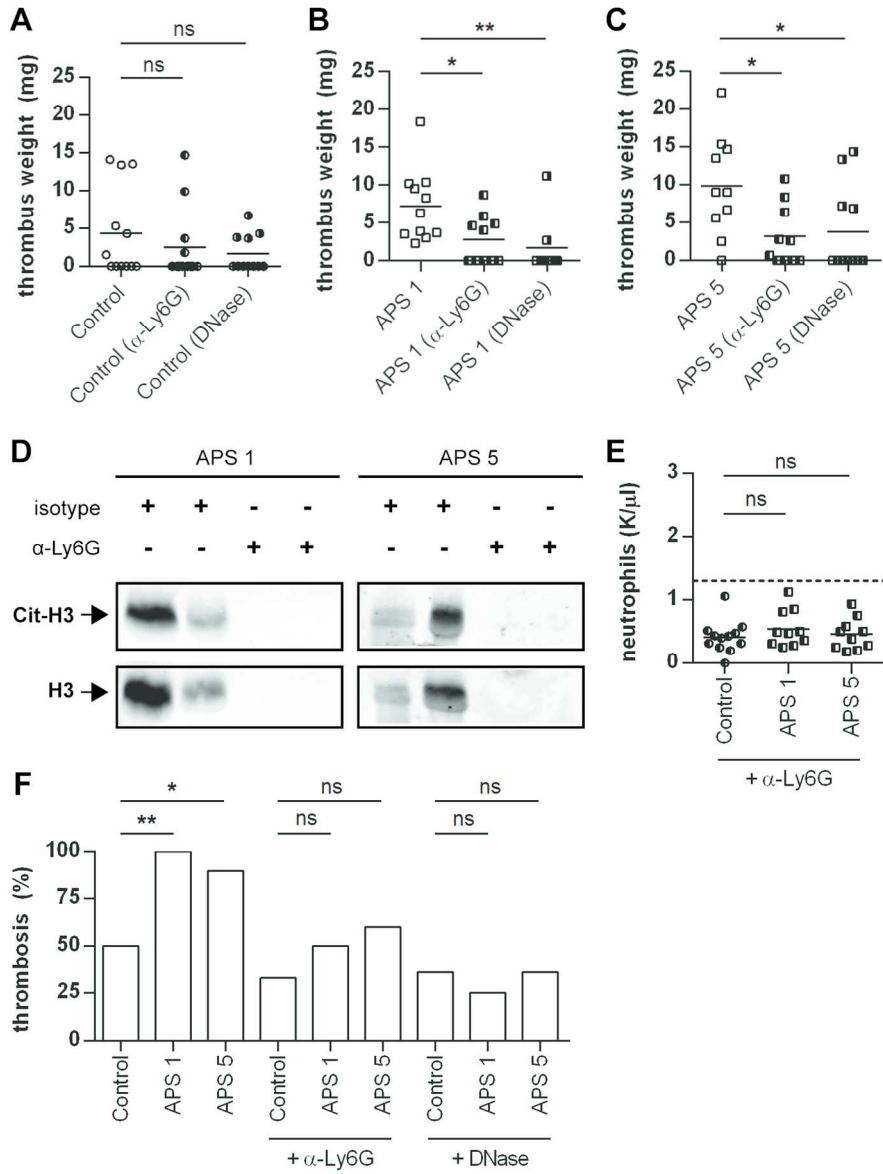 A
ns
ns
thrombus weight (mg)
25
20
15
10
5
0
Control
Control (α-Ly6G)
Control (DNase)
B
**
*
thrombus weight (mg)
25
20
15
10
5
0
APS 1
APS 1 (α-Ly6G)
APS 1 (DNase)
C
*
*
thrombus weight (mg)
25
20
15
10
5
0
APS 5
APS 5 (α-Ly6G)
APS 5 (DNase)
D
APS 1 APS 5
isotype + + - - + + - -
α-Ly6G - - + + - - + +
Cit-H3
H3
E
ns
ns
neutrophils (K/µl)
3
2
1
0
Control
APS 1
APS 5
+ α-Ly6G
F
* ns ns
** ns ns
thrombosis (%)
100
75
50
25
0
Control
APS 1
APS 5
Control
APS 1
APS 5
Control
APS 1
APS 5
+ α-Ly6G
+ DNase